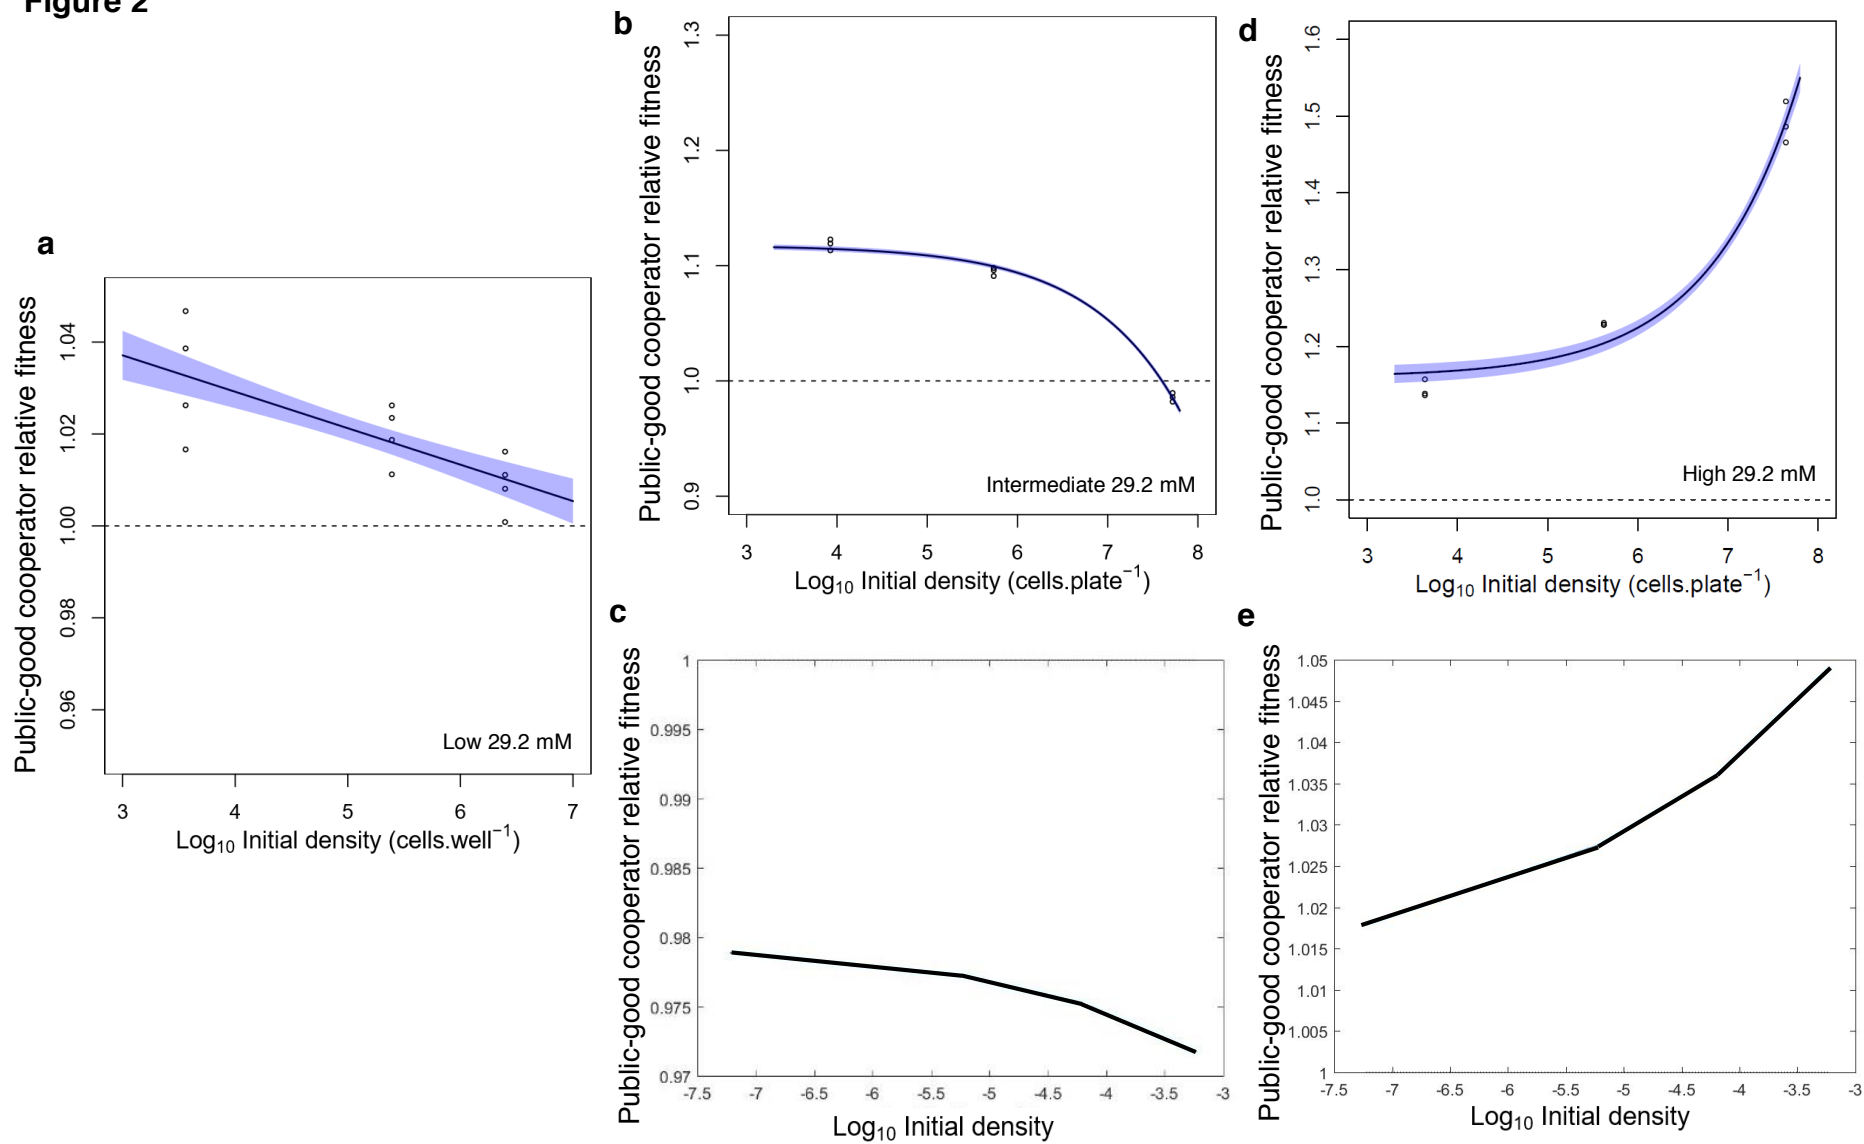 Figure 2
a
Public-good cooperator relative fitness
1.04
1.02
1.00
0.98
0.96
Low 29.2 mM
3 4 5 6 7
Log10 Initial density (cells.well−1)
b
Public-good cooperator relative fitness
1.3
1.2
1.1
1.0
0.9
Intermediate 29.2 mM
3 4 5 6 7 8
Log10 Initial density (cells.plate−1)
c
Public-good cooperator relative fitness
1
0.995
0.99
0.985
0.98
0.975
0.97
-7.5 -7 -6.5 -6 -5.5 -5 -4.5 -4 -3.5 -3
Log10 Initial density
d
Public-good cooperator relative fitness
1.6
1.5
1.4
1.3
1.2
1.1
1.0
High 29.2 mM
3 4 5 6 7 8
Log10 Initial density (cells.plate−1)
e
Public-good cooperator relative fitness
1.05
1.045
1.04
1.035
1.03
1.025
1.02
1.015
1.01
1.005
1
-7.5 -7 -6.5 -6 -5.5 -5 -4.5 -4 -3.5 -3
Log10 Initial density